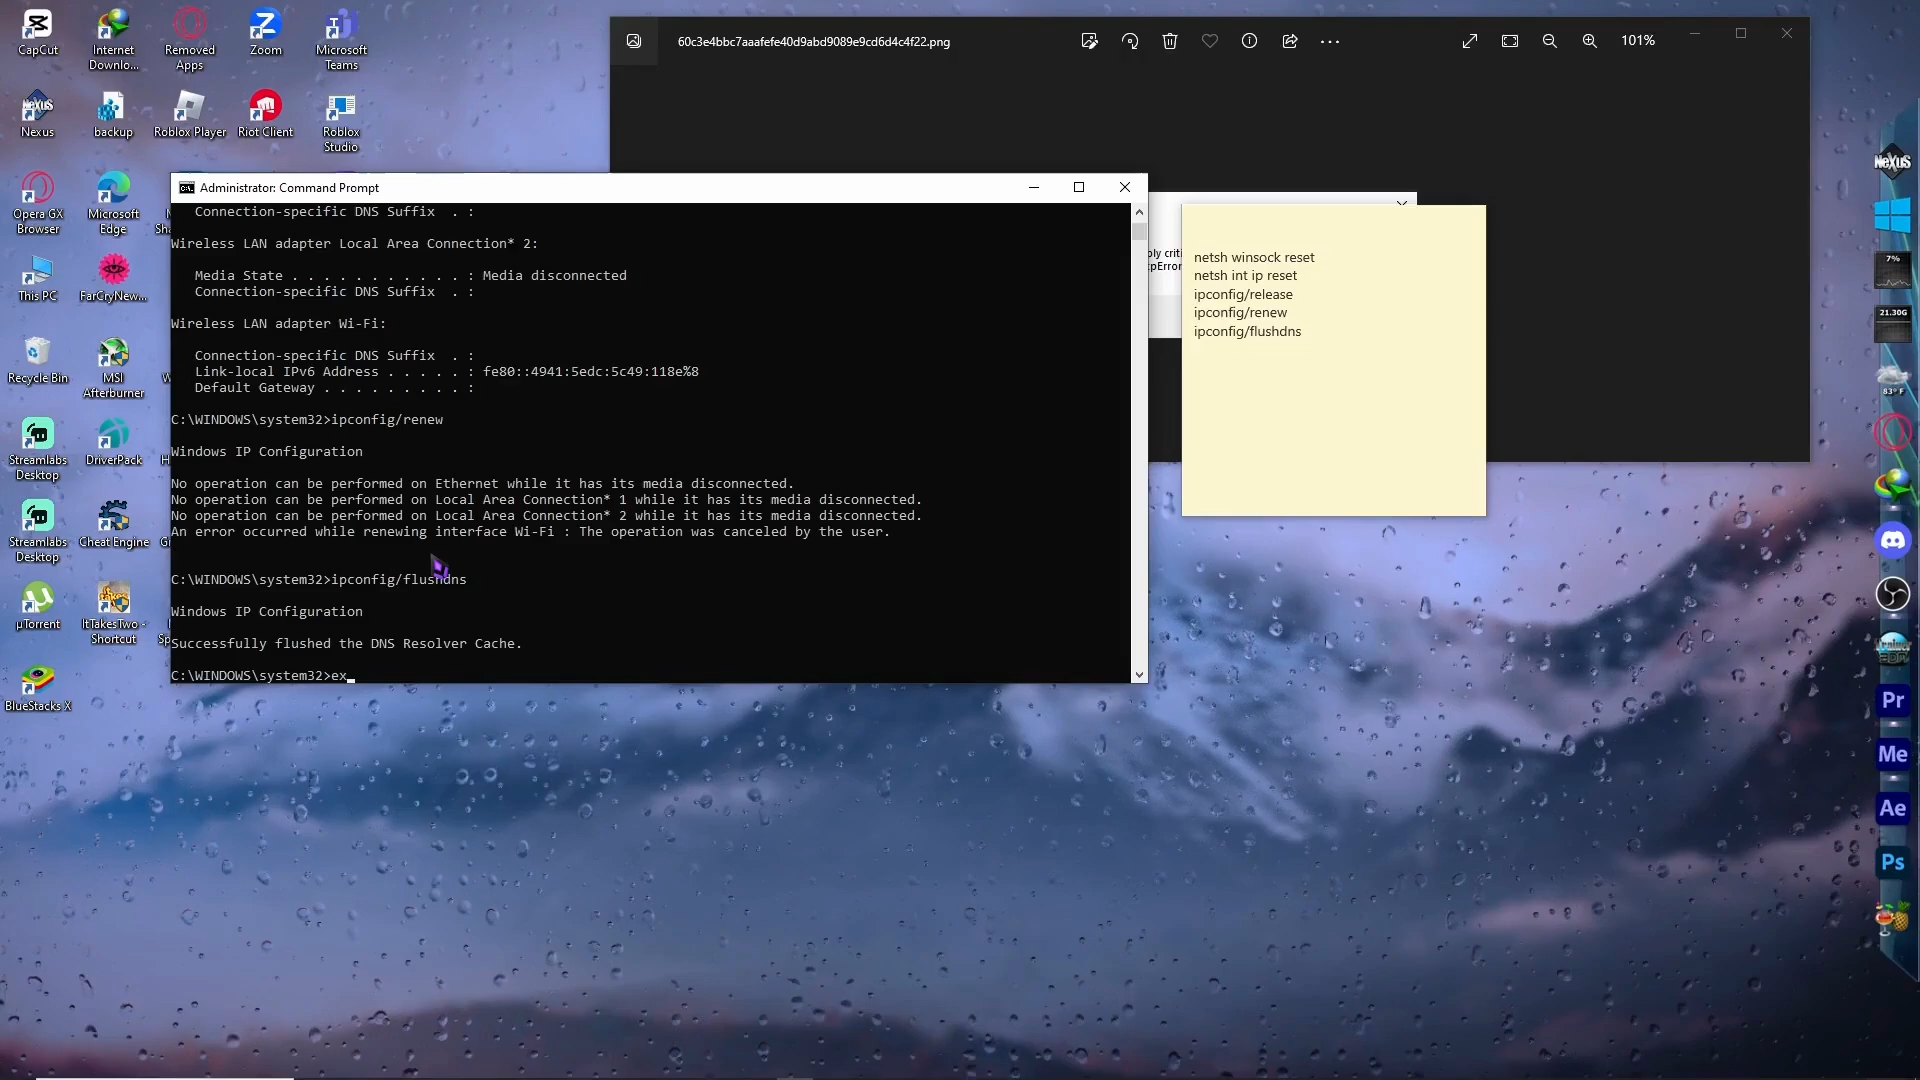 CapCut
Internet
Downlo...
Removed
Apps
Zoom
Microsoft
Teams
60c3e4bbc7aaafefe40d9abd9089e9cd6d4c4f22.png
101%
Nexus
backup
Roblox Player
Riot Client
Roblox
Studio
Opera GX
Browser
Microsoft
Edge
This PC
FarCryNew...
Recycle Bin
MSI
Afterburner
Streamlabs
Desktop
DriverPack
Streamlabs
Desktop
Cheat Engine
µTorrent
ItTakesTwo -
Shortcut
BlueStacks X
Administrator: Command Prompt
Connection-specific DNS Suffix . :
Wireless LAN adapter Local Area Connection* 2:
Media State . . . . . . . . . . . : Media disconnected
Connection-specific DNS Suffix . :
Wireless LAN adapter Wi-Fi:
Connection-specific DNS Suffix . :
Link-local IPv6 Address . . . . . : fe80::4941:5edc:5c49:118e%8
Default Gateway . . . . . . . . . :
C:\WINDOWS\system32>ipconfig/renew
Windows IP Configuration
No operation can be performed on Ethernet while it has its media disconnected.
No operation can be performed on Local Area Connection* 1 while it has its media disconnected.
No operation can be performed on Local Area Connection* 2 while it has its media disconnected.
An error occurred while renewing interface Wi-Fi : The operation was canceled by the user.
C:\WINDOWS\system32>ipconfig/flushdns
Windows IP Configuration
Successfully flushed the DNS Resolver Cache.
C:\WINDOWS\system32>ex
netsh winsock reset
netsh int ip reset
ipconfig/release
ipconfig/renew
ipconfig/flushdns
NeXuS
7%
21.30G
83° F
Pr
Me
Ae
Ps